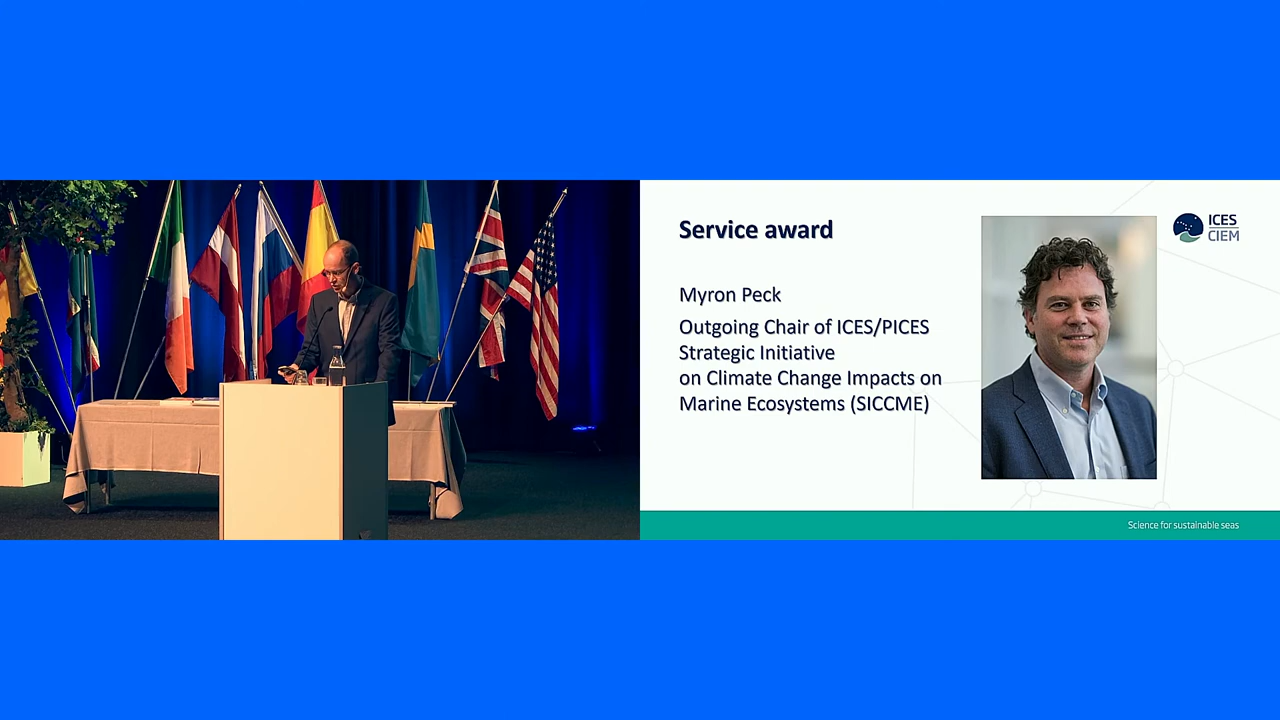 Service award
ICES
CIEM
Myron Peck
Outgoing Chair of ICES/PICES
Strategic Initiative
on Climate Change Impacts on
Marine Ecosystems (SICCME)
Science for sustainable seas